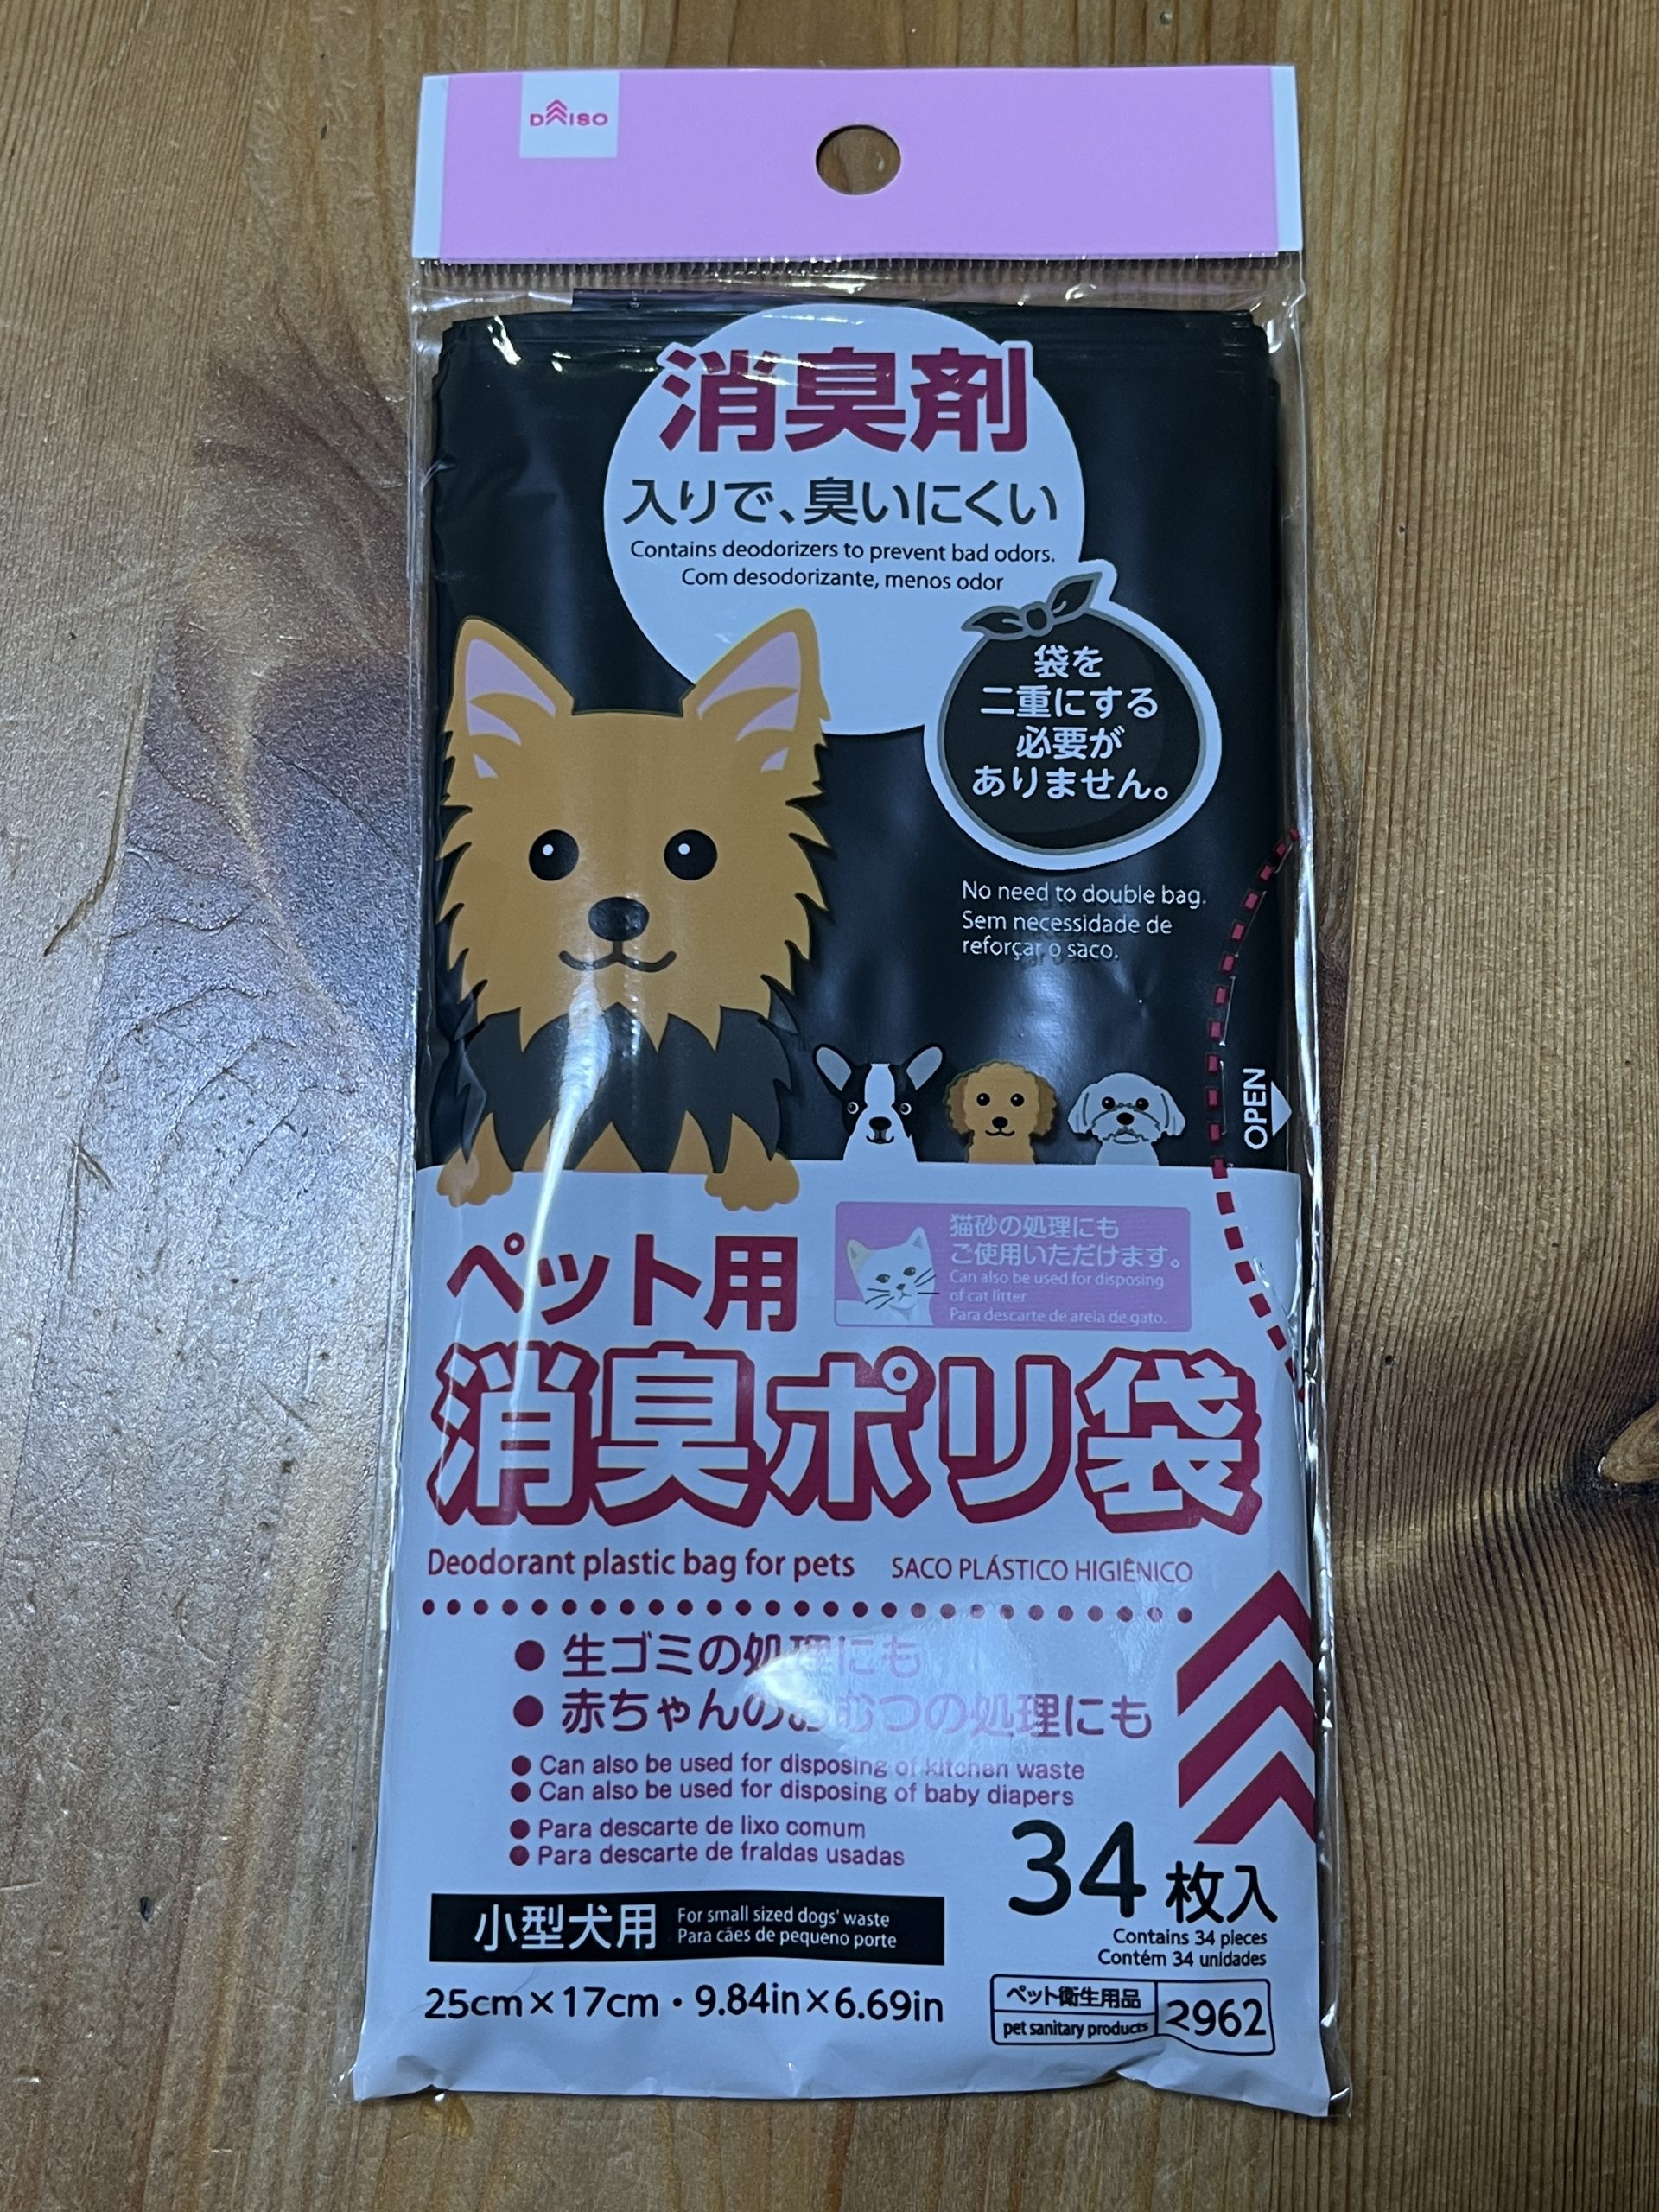 DAISO
消臭剤
入りで、臭いにくい
Contains deodorizers to prevent bad odors.
Com desodorizante, menos odor
袋を
二重にする
必要が
ありません。
No need to double bag.
Sem necessidade de
reforçar o saco.
OPEN
ペット用
猫砂の処理にも
ご使用いただけます。
Can also be used for disposing
of cat litter
Para descarte de areia de gato.
消臭ポリ袋
Deodorant plastic bag for pets SACO PLÁSTICO HIGIÊNICO
● 生ゴミの処理にも
● 赤ちゃんのおむつの処理にも
● Can also be used for disposing of kitchen waste
● Can also be used for disposing of baby diapers
● Para descarte de lixo comum
● Para descarte de fraldas usadas
34枚入
Contains 34 pieces
Contém 34 unidades
小型犬用
For small sized dogs' waste
Para cães de pequeno porte
25cm×17cm・9.84in×6.69in
ペット衛生用品
pet sanitary products
2962